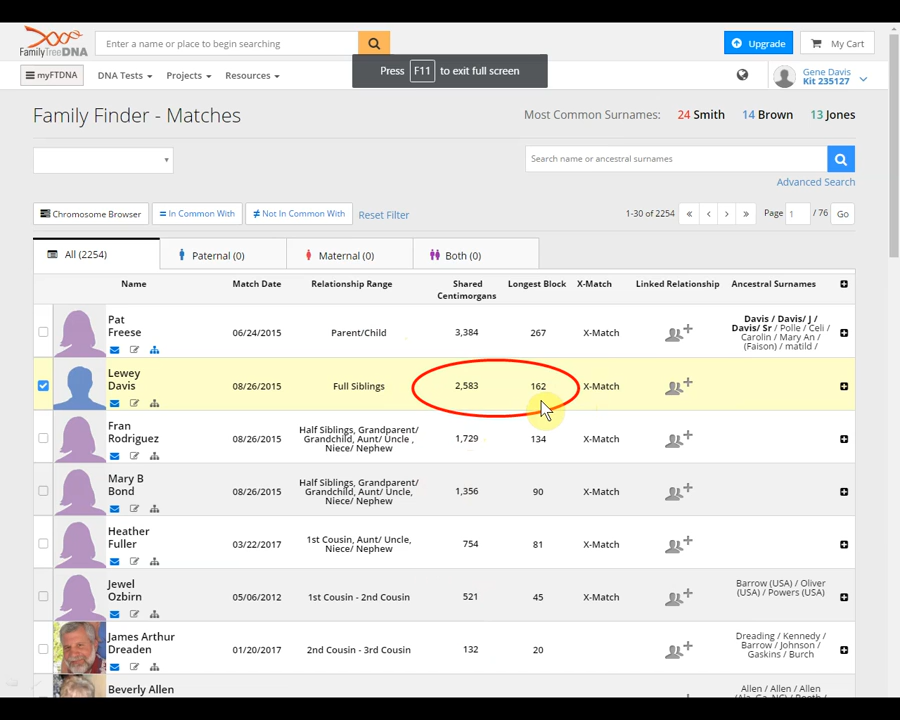 FamilyTreeDNA
Enter a name or place to begin searching
Upgrade
My Cart
myFTDNA
DNA Tests
Projects
Resources
Press F11 to exit full screen
Gene Davis
Kit 235127
Family Finder - Matches
Most Common Surnames: 24 Smith 14 Brown 13 Jones
Search name or ancestral surnames
Advanced Search
Chromosome Browser
= In Common With
≠ Not In Common With
Reset Filter
1-30 of 2254 « ‹ › » Page 1 / 76 Go
All (2254)
Paternal (0)
Maternal (0)
Both (0)
Name
Match Date
Relationship Range
Shared
Centimorgans
Longest Block
X-Match
Linked Relationship
Ancestral Surnames
Pat
Freese
06/24/2015
Parent/Child
3,384
267
X-Match
Davis / Davis/ J /
Davis/ Sr / Polle / Celi /
Carolin / Mary An /
(Faison) / matild /
Lewey
Davis
08/26/2015
Full Siblings
2,583
162
X-Match
Fran
Rodriguez
08/26/2015
Half Siblings, Grandparent/
Grandchild, Aunt/ Uncle ,
Niece/ Nephew
1,729
134
X-Match
Mary B
Bond
08/26/2015
Half Siblings, Grandparent/
Grandchild, Aunt/ Uncle,
Niece/ Nephew
1,356
90
X-Match
Heather
Fuller
03/22/2017
1st Cousin, Aunt/ Uncle,
Niece/ Nephew
754
81
X-Match
Jewel
Ozbirn
05/06/2012
1st Cousin - 2nd Cousin
521
45
X-Match
Barrow (USA) / Oliver
(USA) / Powers (USA)
James Arthur
Dreaden
01/20/2017
2nd Cousin - 3rd Cousin
132
20
Dreading / Kennedy /
Barrow / Johnson /
Gaskins / Burch
Beverly Allen
Allen / Allen